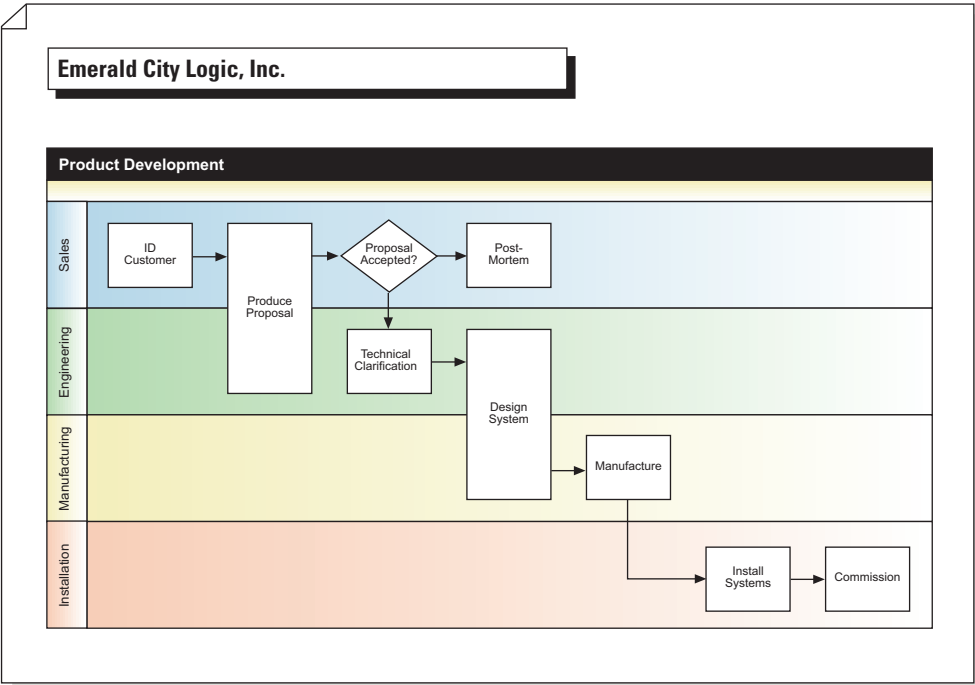 Emerald City Logic, Inc.
Product Development
Sales
ID
Customer
Produce
Proposal
Proposal
Accepted?
Post-
Mortem
Engineering
Technical
Clarification
Design
System
Manufacturing
Manufacture
Installation
Install
Systems
Commission